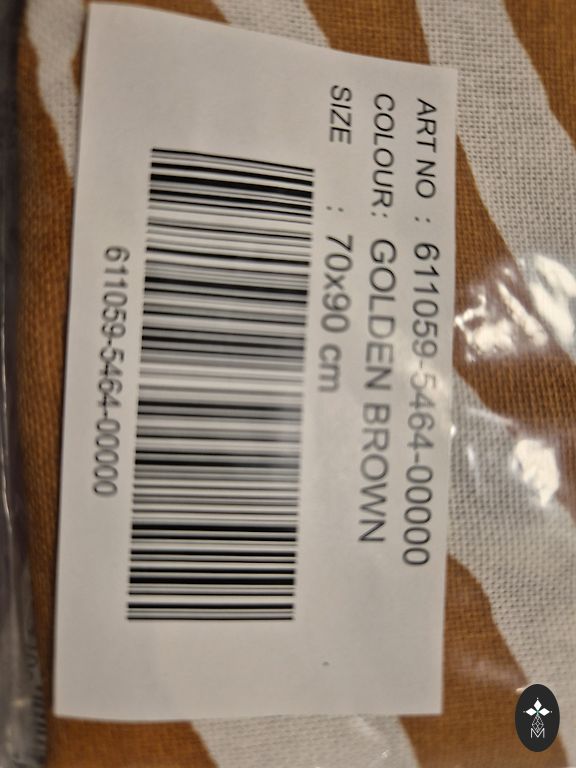 ART NO : 611059-5464-00000
COLOUR: GOLDEN BROWN
SIZE : 70x90 cm
611059-5464-00000
M